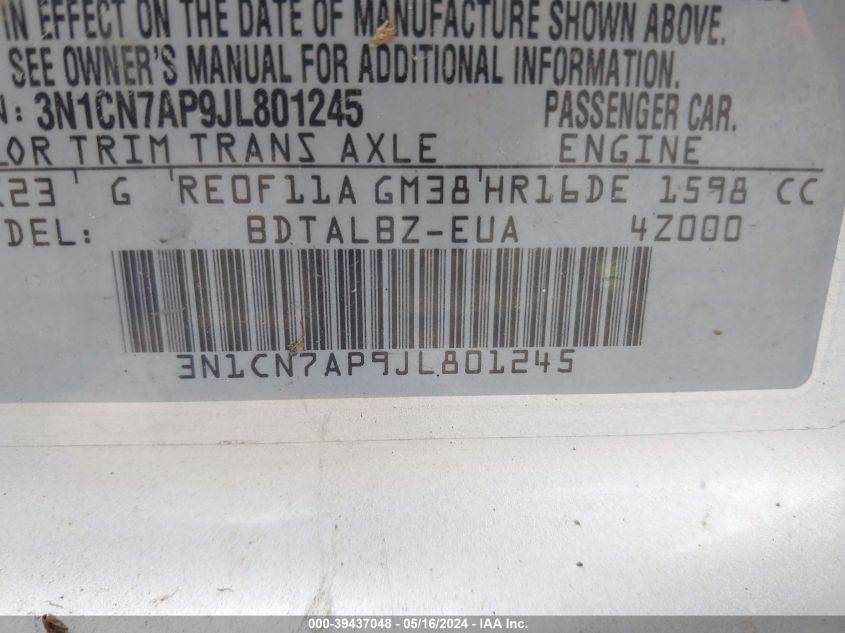 IN EFFECT ON THE DATE OF MANUFACTURE SHOWN ABOVE.
SEE OWNER'S MANUAL FOR ADDITIONAL INFORMATION.
N: 3N1CN7AP9JL801245 PASSENGER CAR.
LOR TRIM TRANS AXLE ENGINE
23 G RE0F11A GM38 HR16DE 1598 CC
DEL: BDTALBZ-EUA 4Z000
3N1CN7AP9JL801245
000-39437048 - 05/16/2024 - IAA Inc.